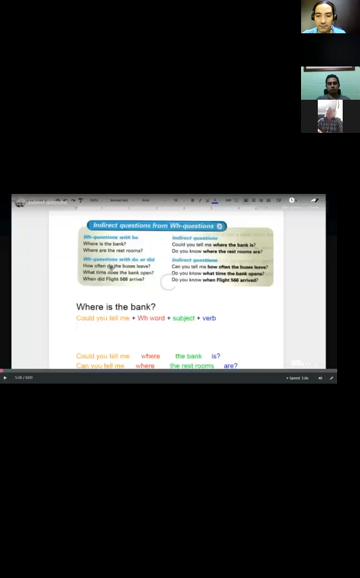 Indirect questions from Wh-questions
Wh-questions with be
Where is the bank?
Where are the rest rooms?
Wh-questions with do or did
How often do the buses leave?
What time does the bank open?
When did Flight 566 arrive?
Indirect questions
Could you tell me where the bank is?
Do you know where the rest rooms are?
Indirect questions
Can you tell me how often the buses leave?
Do you know what time the bank opens?
Do you know when Flight 566 arrived?
Where is the bank?
Could you tell me + Wh word + subject + verb
Could you tell me where the bank is?
Can you tell me where the rest rooms are?